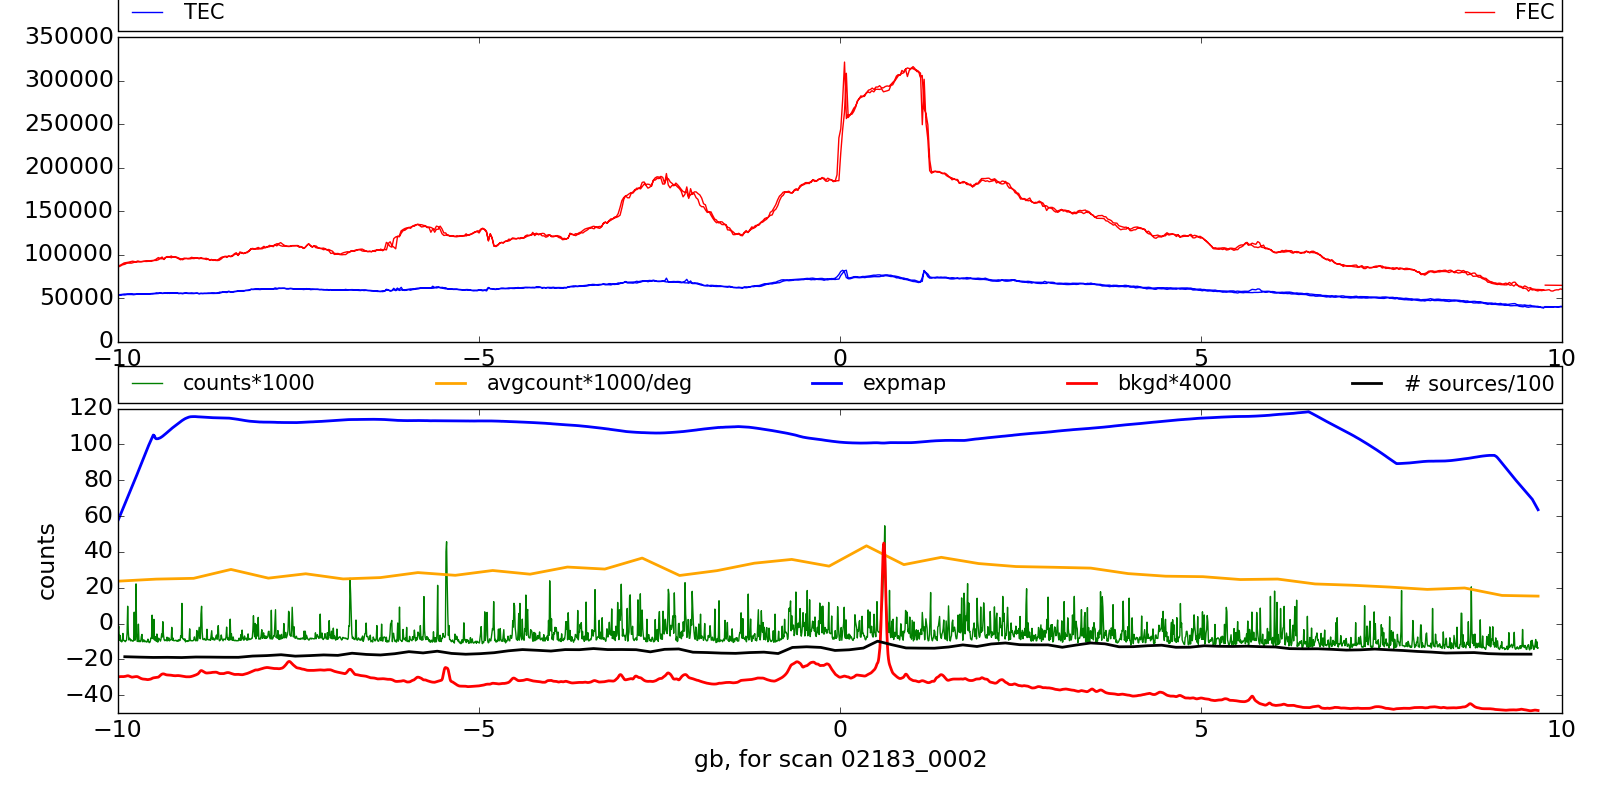 TEC FEC
350000
300000
250000
200000
150000
100000
50000
0
−10 −5 0 5 10
counts*1000 avgcount*1000/deg expmap bkgd*4000 # sources/100
120
100
80
60
40
20
0
−20
−40
counts
−10 −5 0 5 10
gb, for scan 02183_0002